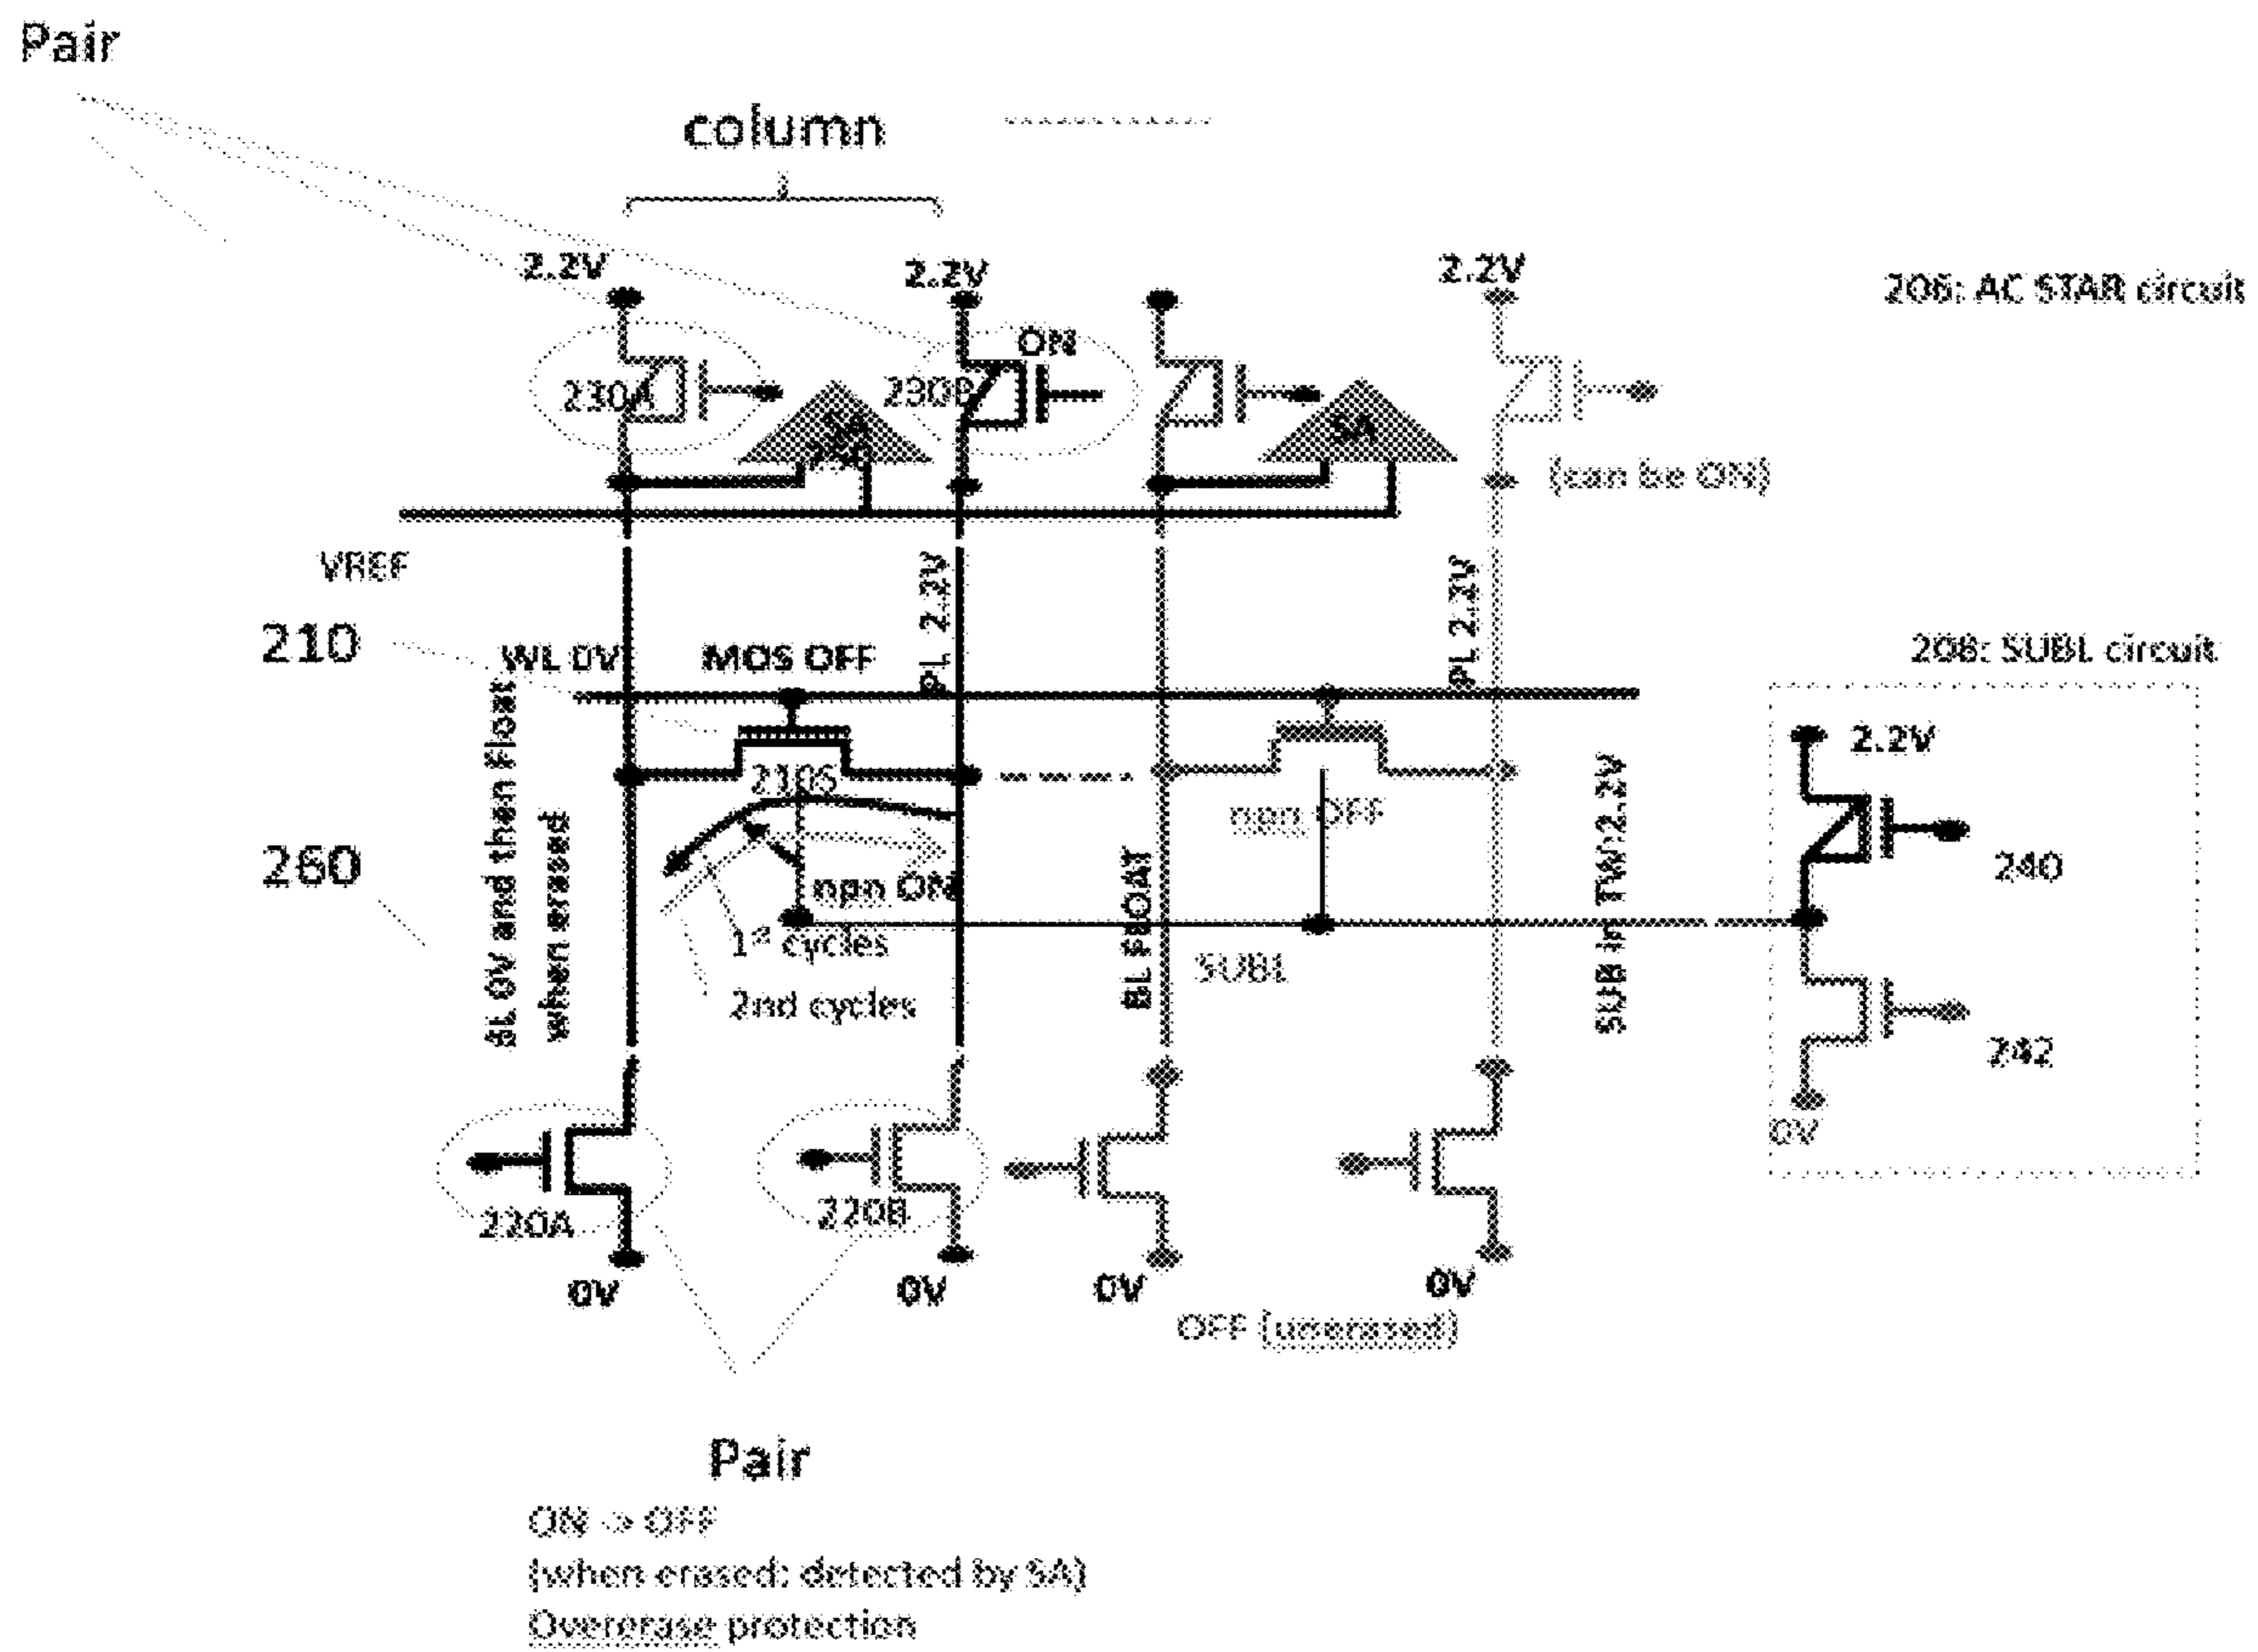 Pair
column
2.2V
2.2V
2.2V
206: AC STAR circuit
ON
230A
230B
SA
SA
(can be ON)
VREF
PL 2.2V
PL 2.2V
210
WL 0V
MOS OFF
208: SUBL circuit
2.2V
210S
npn OFF
240
260
BL 0V and then Float
when erased
npn ON
BL FLOAT
SUB in TW:2.2V
1st cycles
SUBL
2nd cycles
242
0V
220A
220B
0V
0V
0V
0V
OFF (unerased)
Pair
ON -> OFF
(when erased: detected by SA)
Overerase protection